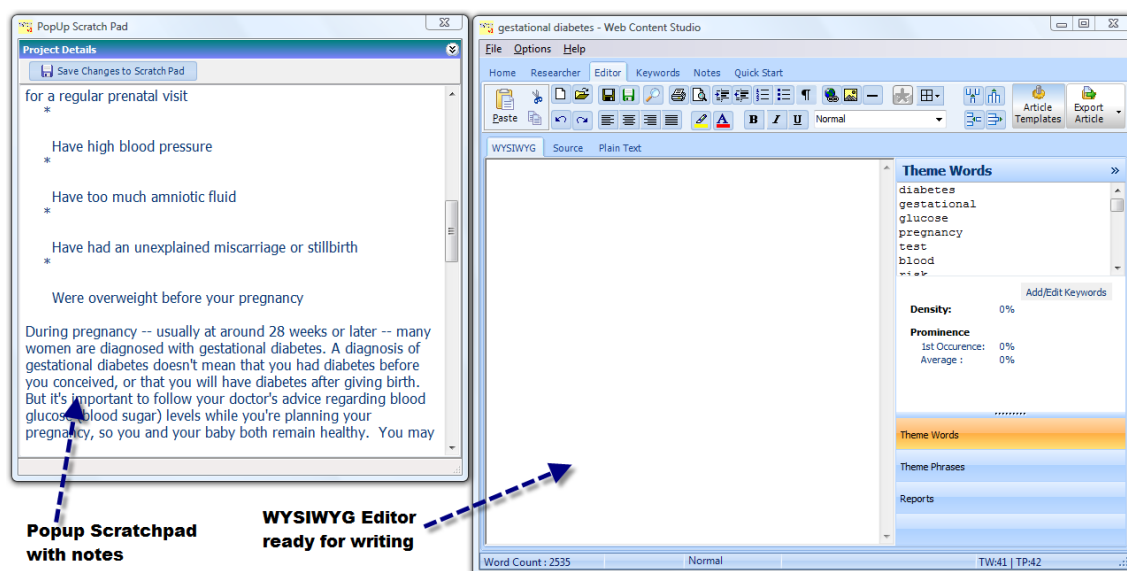 PopUp Scratch Pad
Project Details
Save Changes to Scratch Pad
for a regular prenatal visit
*
Have high blood pressure
*
Have too much amniotic fluid
*
Have had an unexplained miscarriage or stillbirth
*
Were overweight before your pregnancy
During pregnancy -- usually at around 28 weeks or later -- many
women are diagnosed with gestational diabetes. A diagnosis of
gestational diabetes doesn't mean that you had diabetes before
you conceived, or that you will have diabetes after giving birth.
But it's important to follow your doctor's advice regarding blood
glucose (blood sugar) levels while you're planning your
pregnancy, so you and your baby both remain healthy.  You may
Popup Scratchpad
with notes
WYSIWYG Editor
ready for writing
gestational diabetes - Web Content Studio
File Options Help
Home Researcher Editor Keywords Notes Quick Start
Paste
B I U Normal
Article Templates
Export Article
WYSIWYG Source Plain Text
Theme Words
diabetes
gestational
glucose
pregnancy
test
blood
risk
Add/Edit Keywords
Density: 0%
Prominence
1st Occurence: 0%
Average : 0%
Theme Words
Theme Phrases
Reports
Word Count : 2535 Normal TW:41 | TP:42